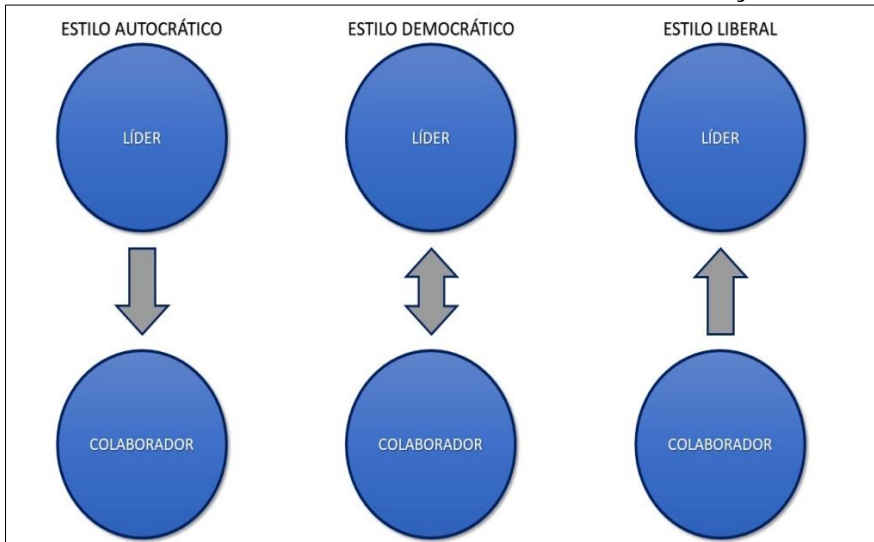 ESTILO AUTOCRÁTICO ESTILO DEMOCRÁTICO ESTILO LIBERAL
LÍDER LÍDER LÍDER
COLABORADOR COLABORADOR COLABORADOR